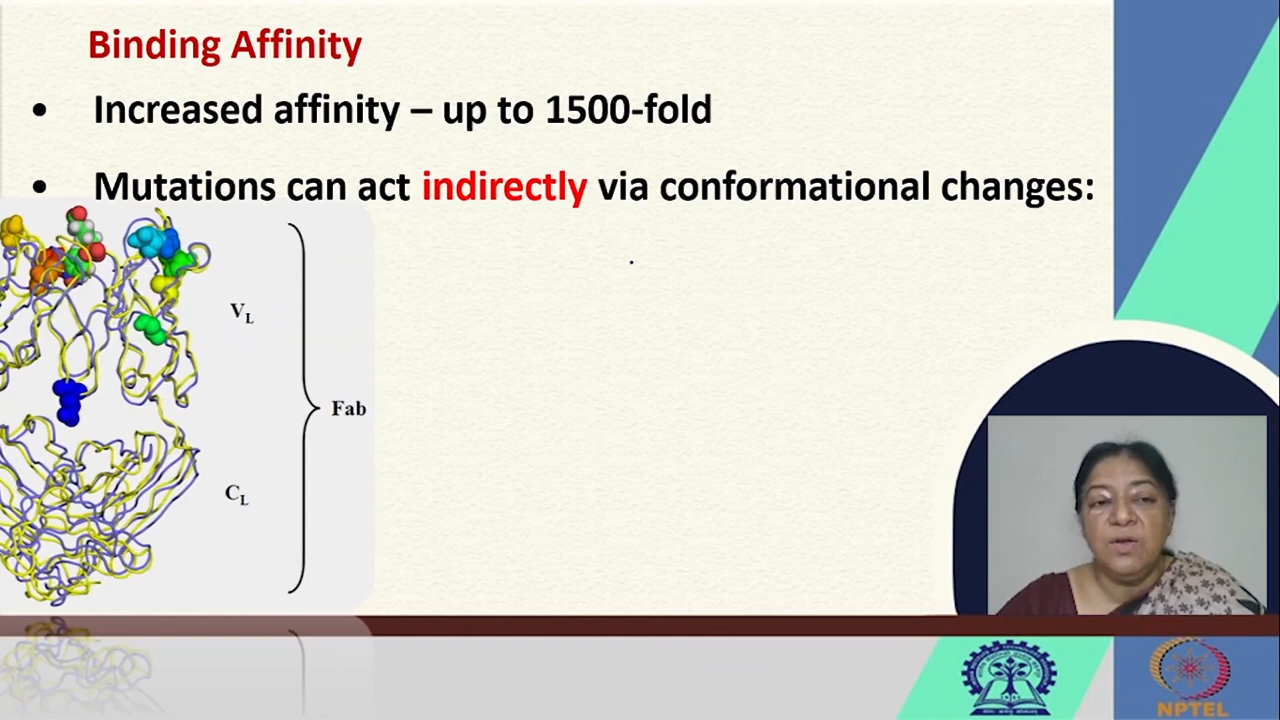 Binding Affinity
• Increased affinity – up to 1500-fold
• Mutations can act indirectly via conformational changes:
VL
Fab
CL
NPTEL